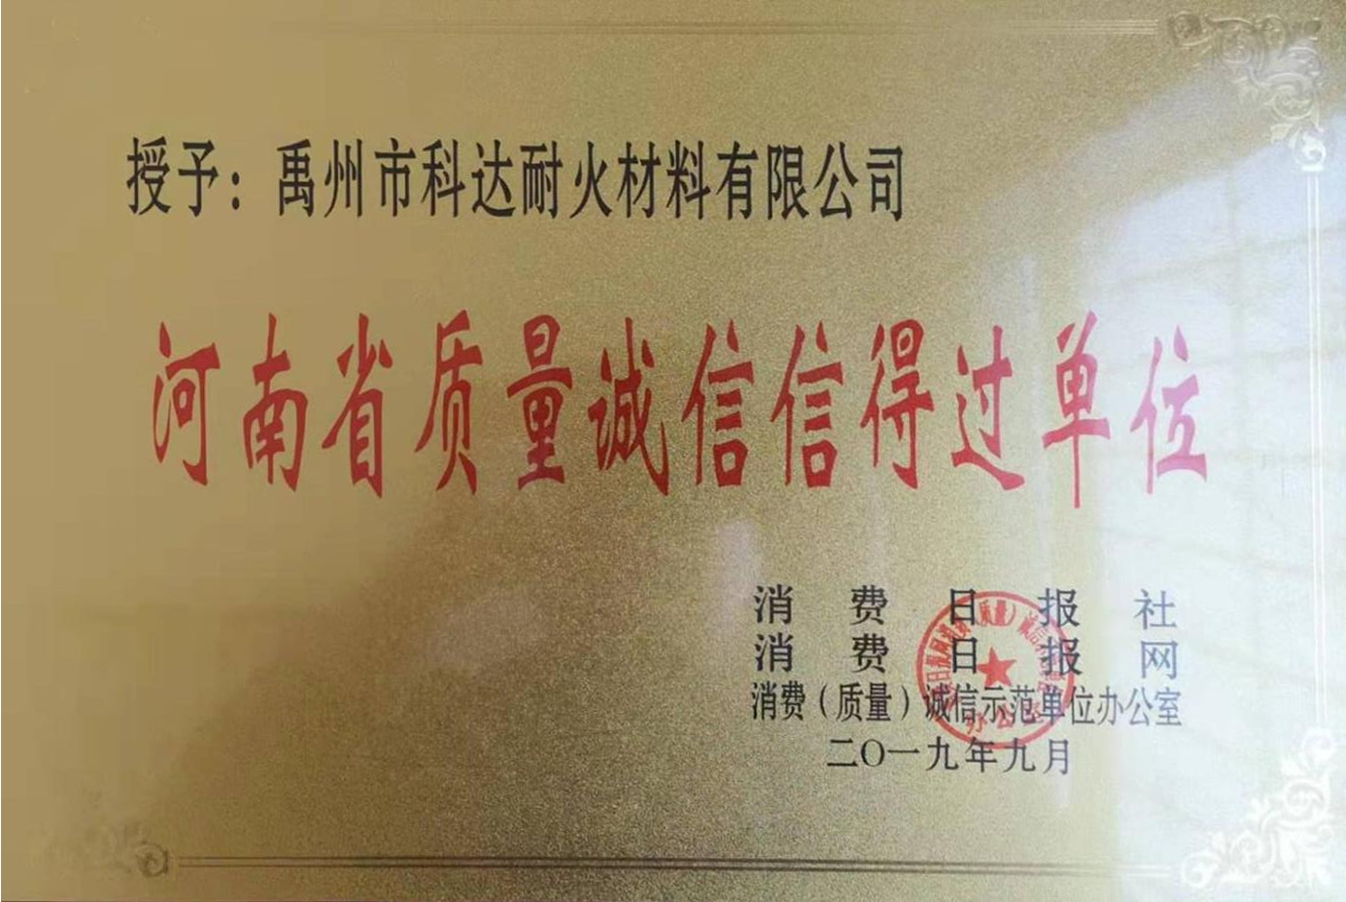 授予：禹州市科达耐火材料有限公司
河南省质量诚信信得过单位
消费日报社
消费日报网
消费（质量）诚信示范单位办公室
二〇一九年九月